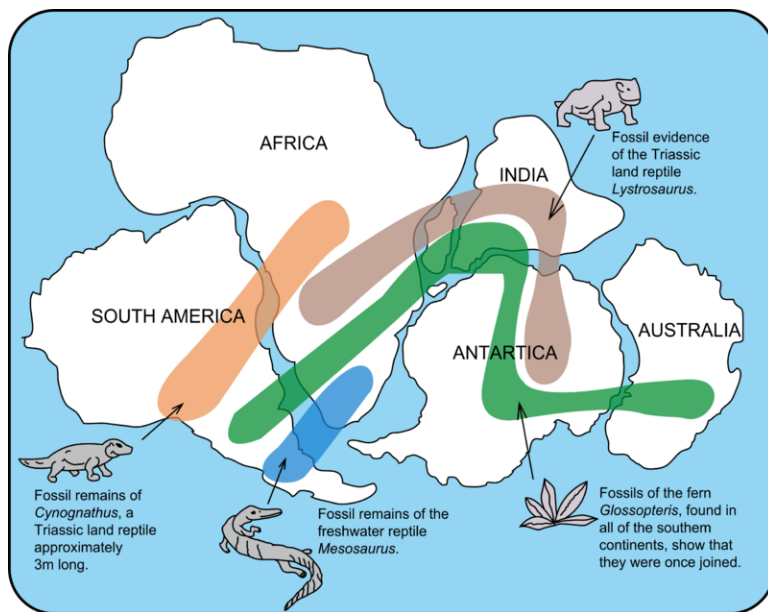 AFRICA
INDIA
Fossil evidence
of the Triassic
land reptile
Lystrosaurus.
SOUTH AMERICA
ANTARTICA
AUSTRALIA
Fossil remains of
Cynognathus, a
Triassic land reptile
approximately
3m long.
Fossil remains of the
freshwater reptile
Mesosaurus.
Fossils of the fern
Glossopteris, found in
all of the southem
continents, show that
they were once joined.